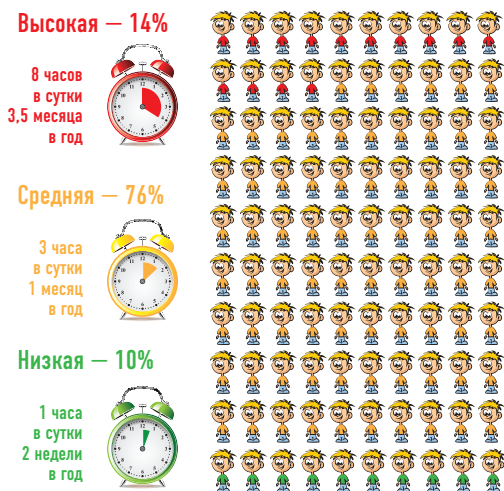 Высокая — 14%
8 часов
в сутки
3,5 месяца
в год
Средняя — 76%
3 часа
в сутки
1 месяц
в год
Низкая — 10%
1 часа
в сутки
2 недели
в год